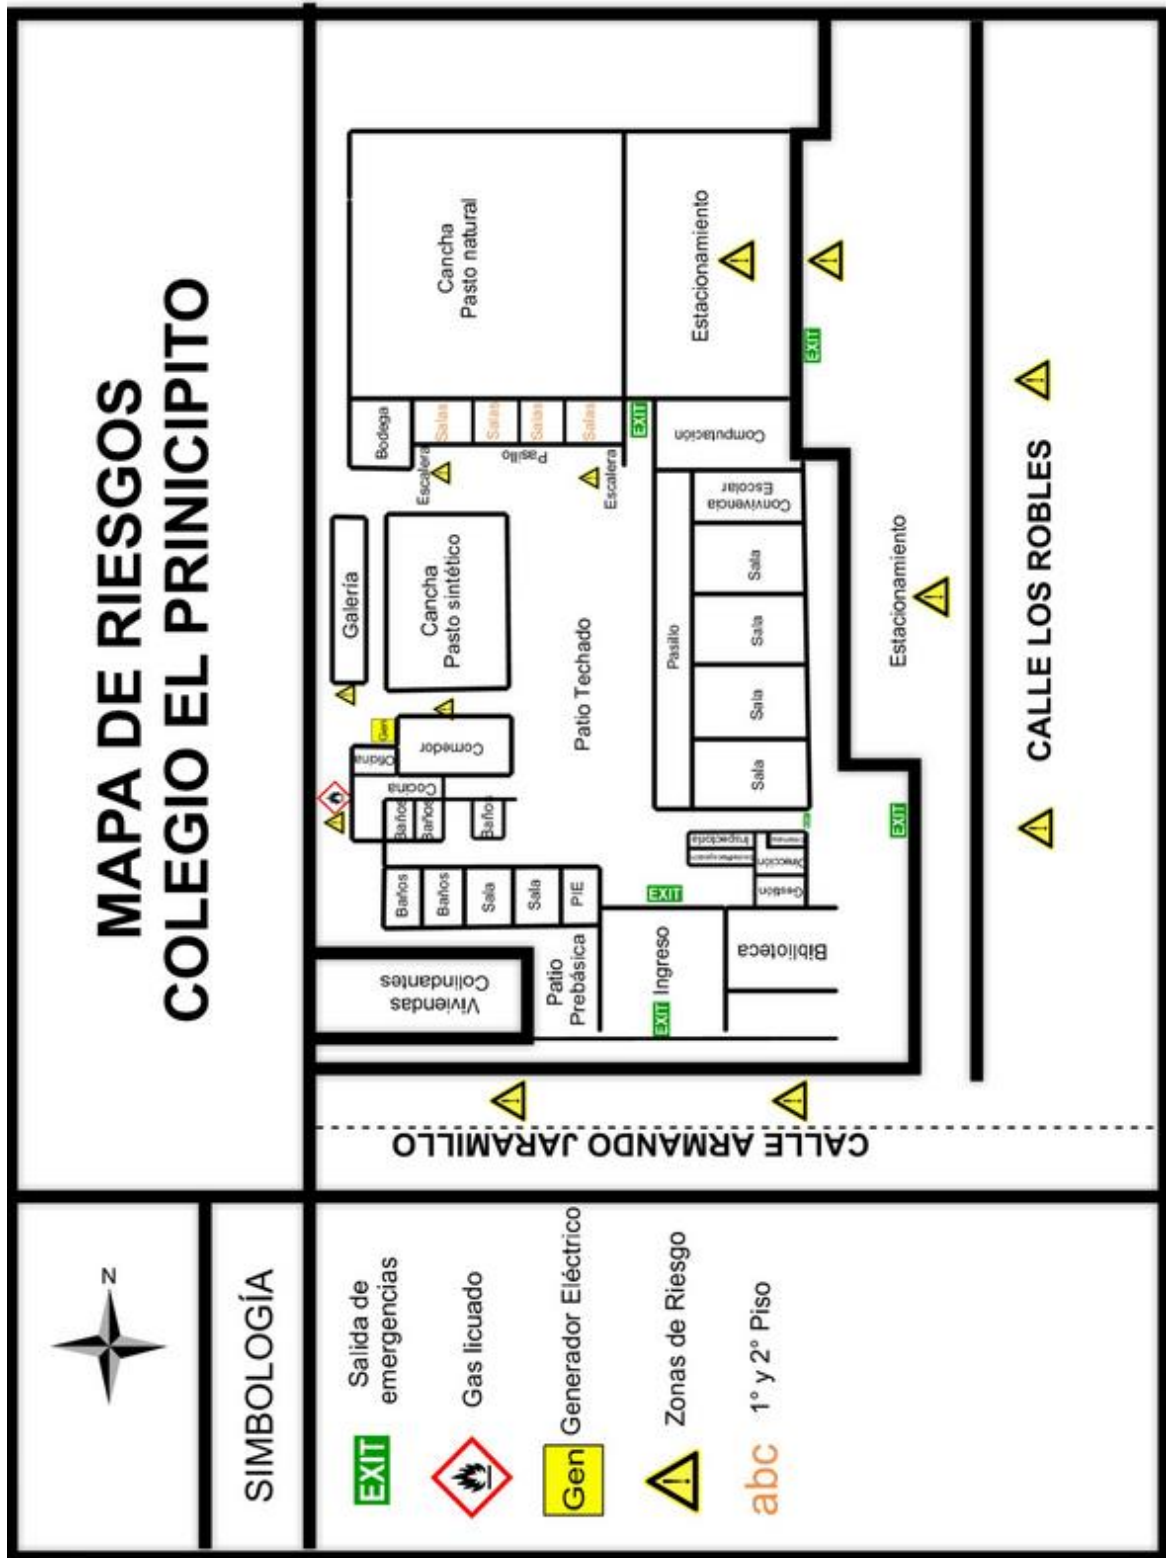 MAPA DE RIESGOS
COLEGIO EL PRINICIPITO
N
SIMBOLOGÍA
EXIT
Salida de
emergencias
Gas licuado
Gen
Generador Eléctrico
Zonas de Riesgo
abc
1° y 2° Piso
CALLE ARMANDO JARAMILLO
CALLE LOS ROBLES
Viviendas
Colindantes
Patio
Prebásica
EXIT
Ingreso
EXIT
Biblioteca
Baños
Baños
Sala
Sala
PIE
Baños
Baños
Baños
Cocina
Oficina
Gen
Comedor
Galería
Cancha
Pasto sintético
Patio Techado
Inspectoría
Dirección
Gestión
Pasillo
Sala
Sala
Sala
Sala
Convivencia
Escolar
Computación
EXIT
Bodega
Salas
Salas
Salas
Salas
Pasillo
Escalera
Escalera
Cancha
Pasto natural
Estacionamiento
EXIT
Estacionamiento
EXIT